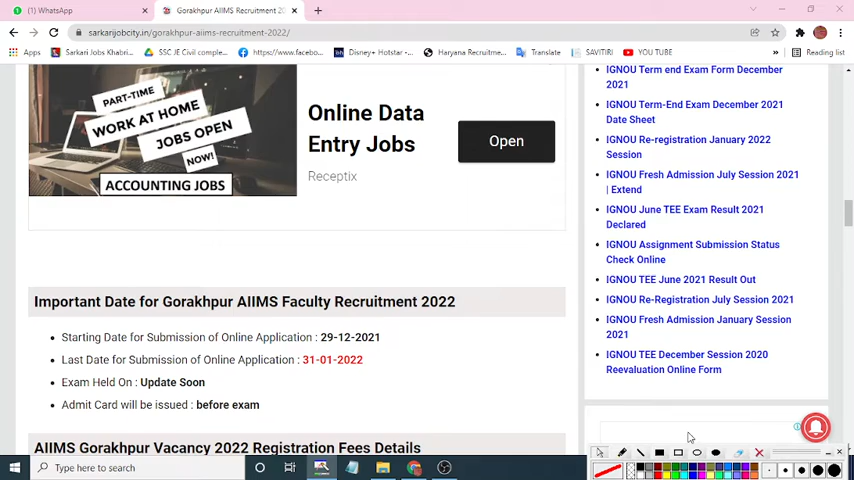 (1) WhatsApp
Gorakhpur AIIMS Recruitment 20
sarkarijobcity.in/gorakhpur-aiims-recruitment-2022/
Apps
Sarkari Jobs Khabri...
SSC JE Civil comple...
https://www.facebo...
Disney+ Hotstar -...
Haryana Recruitme...
Translate
SAVITIRI
YOU TUBE
»
Reading list
PART-TIME
WORK AT HOME
JOBS OPEN
NOW!
ACCOUNTING JOBS
Online Data
Entry Jobs
Receptix
Open
Important Date for Gorakhpur AIIMS Faculty Recruitment 2022
Starting Date for Submission of Online Application : 29-12-2021
Last Date for Submission of Online Application : 31-01-2022
Exam Held On : Update Soon
Admit Card will be issued : before exam
AIIMS Gorakhpur Vacancy 2022 Registration Fees Details
IGNOU Term end Exam Form December
2021
IGNOU Term-End Exam December 2021
Date Sheet
IGNOU Re-registration January 2022
Session
IGNOU Fresh Admission July Session 2021
| Extend
IGNOU June TEE Exam Result 2021
Declared
IGNOU Assignment Submission Status
Check Online
IGNOU TEE June 2021 Result Out
IGNOU Re-Registration July Session 2021
IGNOU Fresh Admission January Session
2021
IGNOU TEE December Session 2020
Reevaluation Online Form
Type here to search